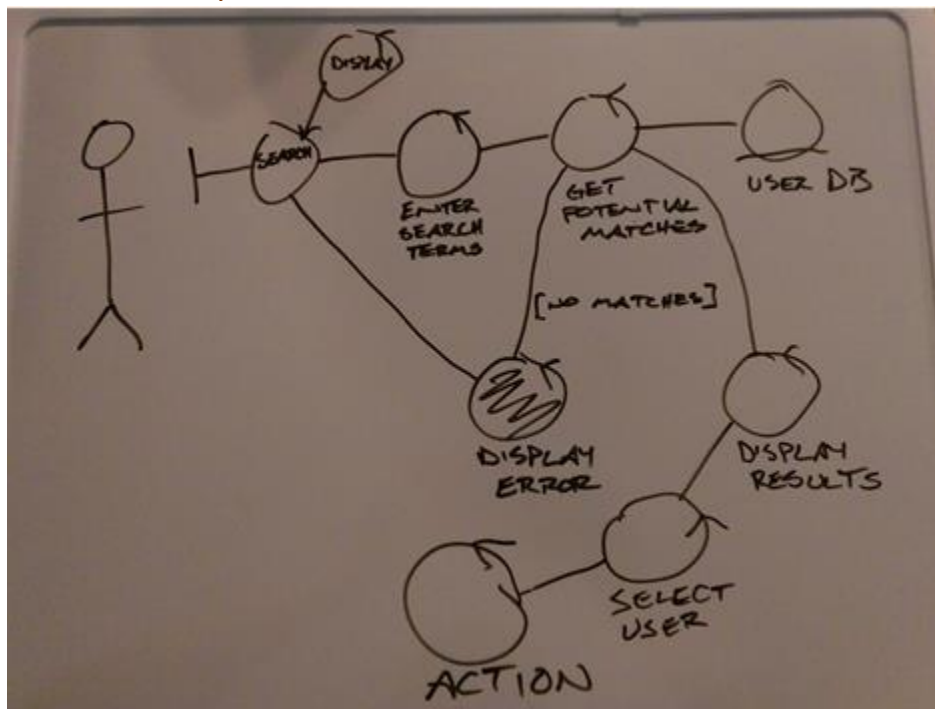 DISPLAY
SEARCH
ENTER
SEARCH
TERMS
GET
POTENTIAL
MATCHES
USER DB
[NO MATCHES]
DISPLAY
ERROR
DISPLAY
RESULTS
SELECT
USER
ACTION